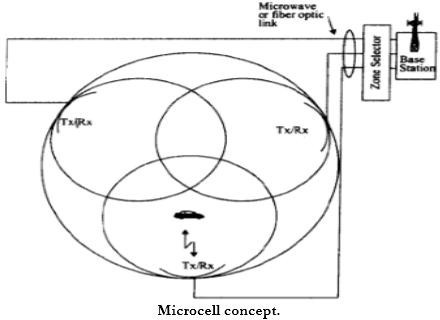 Microwave
or fiber optic
link
Zone Selector
Base
Station
Tx/Rx
Tx/Rx
Tx/Rx
Microcell concept.